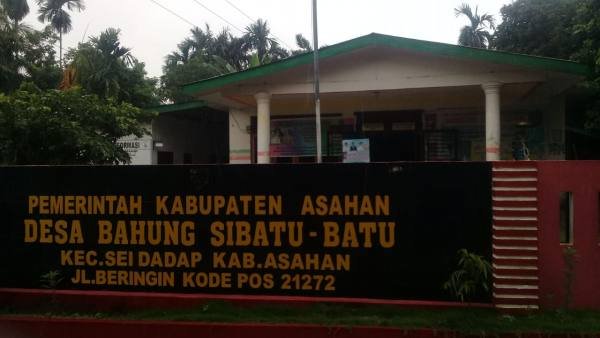 PEMERINTAH KABUPATEN ASAHAN
DESA BAHUNG SIBATU-BATU
KEC.SEI DADAP KAB.ASAHAN
JL.BERINGIN KODE POS 21272